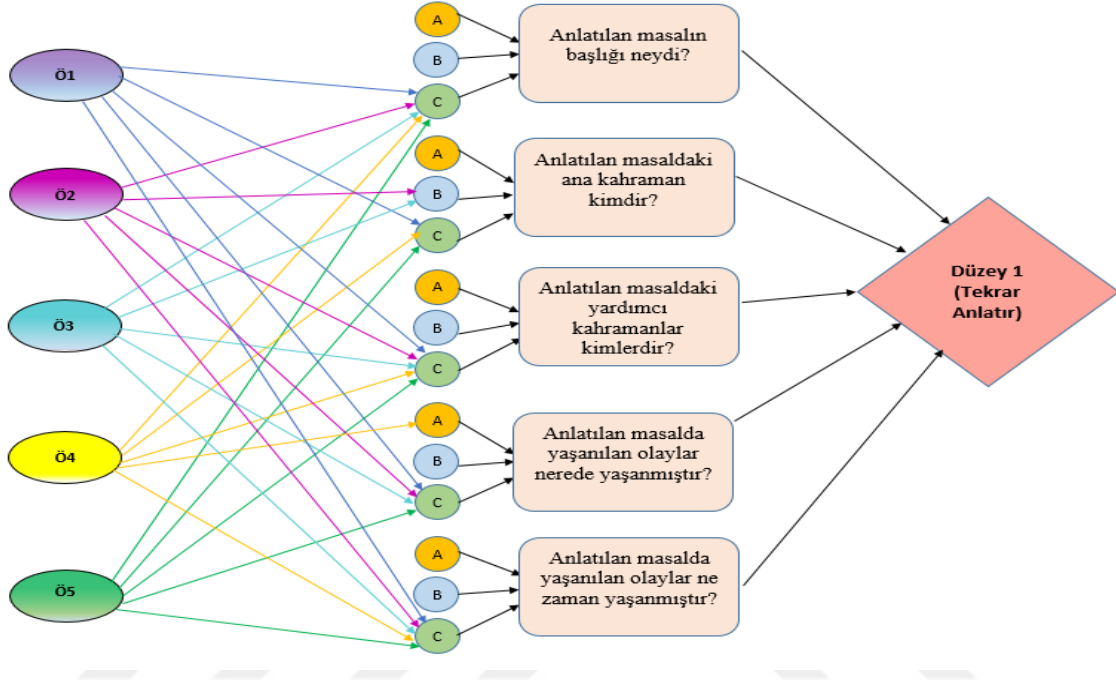 Ö1
Ö2
Ö3
Ö4
Ö5
A
B
C
Anlatılan masalın
başlığı neydi?
A
B
C
Anlatılan masaldaki
ana kahraman
kimdir?
A
B
C
Anlatılan masaldaki
yardımcı
kahramanlar
kimlerdir?
A
B
C
Anlatılan masalda
yaşanılan olaylar
nerede yaşanmıştır?
A
B
C
Anlatılan masalda
yaşanılan olaylar ne
zaman yaşanmıştır?
Düzey 1
(Tekrar
Anlatır)